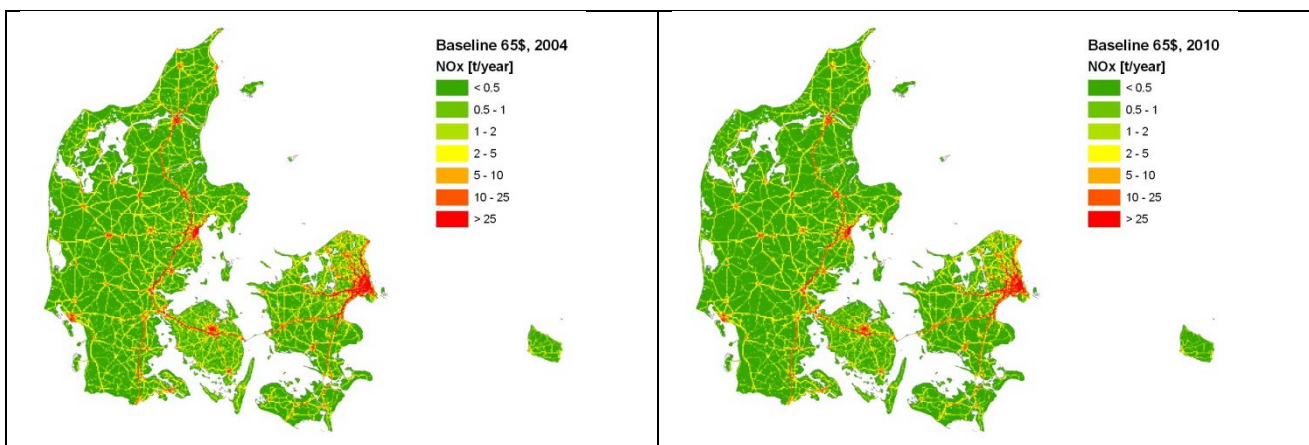 Baseline 65$, 2004
NOx [t/year]
< 0.5
0.5 - 1
1 - 2
2 - 5
5 - 10
10 - 25
> 25
Baseline 65$, 2010
NOx [t/year]
< 0.5
0.5 - 1
1 - 2
2 - 5
5 - 10
10 - 25
> 25